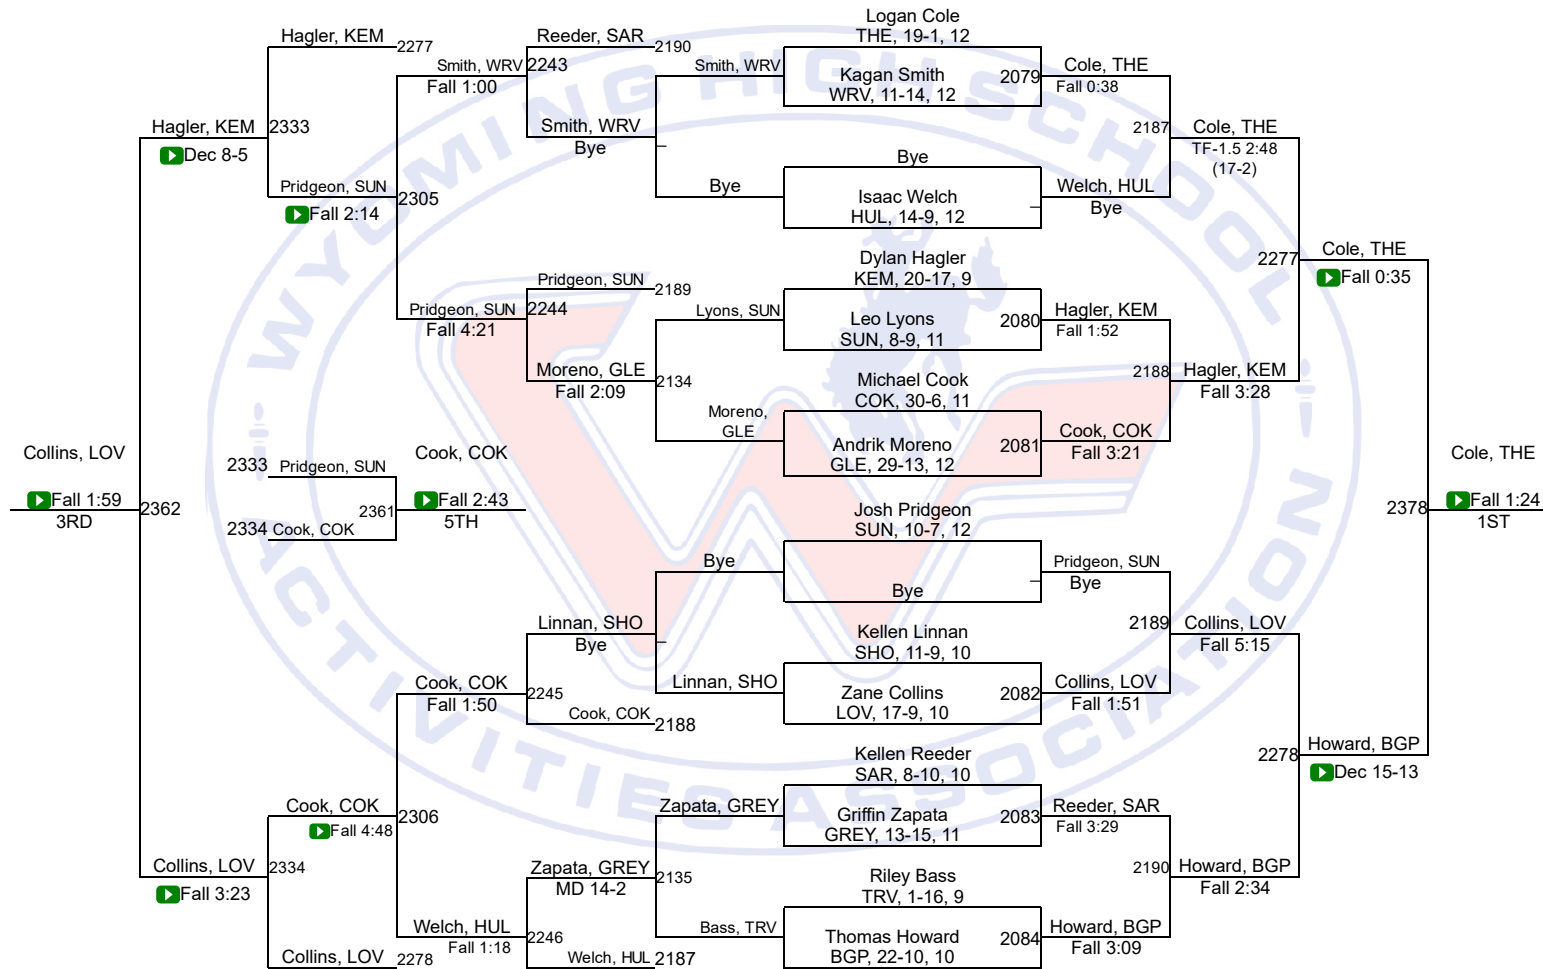 Logan Cole
THE, 19-1, 12
Hagler, KEM
2277
Reeder, SAR
2190
Smith, WRV
2243
Fall 1:00
Smith, WRV
Kagan Smith
WRV, 11-14, 12
2079
Cole, THE
Fall 0:38
Hagler, KEM
2333
Dec 8-5
Smith, WRV
Bye
2187
Cole, THE
TF-1.5 2:48
(17-2)
Bye
Pridgeon, SUN
2305
Fall 2:14
Bye
Isaac Welch
HUL, 14-9, 12
Welch, HUL
Bye
Dylan Hagler
KEM, 20-17, 9
2277
Cole, THE
Fall 0:35
Pridgeon, SUN
2189
Pridgeon, SUN
2244
Fall 4:21
Lyons, SUN
Leo Lyons
SUN, 8-9, 11
2080
Hagler, KEM
Fall 1:52
Moreno, GLE
Fall 2:09
2134
Michael Cook
COK, 30-6, 11
2188
Hagler, KEM
Fall 3:28
Moreno,
GLE
Andrik Moreno
GLE, 29-13, 12
2081
Cook, COK
Fall 3:21
Collins, LOV
Fall 1:59
3RD
2362
2333
Pridgeon, SUN
2361
2334
Cook, COK
Cook, COK
Fall 2:43
5TH
Cole, THE
2378
Fall 1:24
1ST
Josh Pridgeon
SUN, 10-7, 12
Bye
Bye
Pridgeon, SUN
Bye
Linnan, SHO
Bye
Kellen Linnan
SHO, 11-9, 10
2189
Collins, LOV
Fall 5:15
Cook, COK
2245
Fall 1:50
Cook, COK
2188
Linnan, SHO
Zane Collins
LOV, 17-9, 10
2082
Collins, LOV
Fall 1:51
Kellen Reeder
SAR, 8-10, 10
2278
Howard, BGP
Dec 15-13
Cook, COK
2306
Fall 4:48
Zapata, GREY
Griffin Zapata
GREY, 13-15, 11
2083
Reeder, SAR
Fall 3:29
Collins, LOV
2334
Fall 3:23
Zapata, GREY
MD 14-2
2135
Riley Bass
TRV, 1-16, 9
2190
Howard, BGP
Fall 2:34
Welch, HUL
2246
Fall 1:18
Bass, TRV
Thomas Howard
BGP, 22-10, 10
2084
Howard, BGP
Fall 3:09
Collins, LOV
2278
Welch, HUL
2187
WYOMING HIGH SCHOOL
ACTIVITIES ASSOCIATION